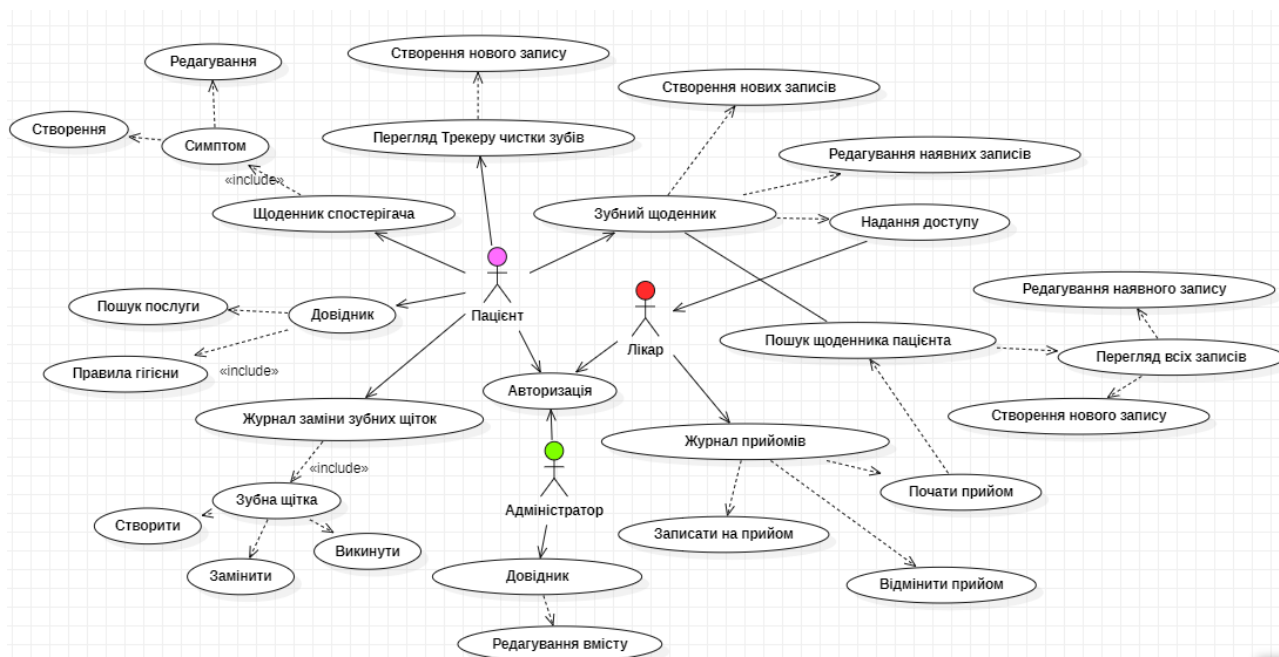 Створення нового запису
Редагування
Створення нових записів
Створення
Симптом
Перегляд Трекеру чистки зубів
Редагування наявних записів
«include»
Щоденник спостерігача
Зубний щоденник
Надання доступу
Пошук послуги
Довідник
Пацієнт
Лікар
Редагування наявного запису
Пошук щоденника пацієнта
Перегляд всіх записів
Правила гігієни
«include»
Авторизація
Створення нового запису
Журнал заміни зубних щіток
Журнал прийомів
«include»
Зубна щітка
Почати прийом
Адміністратор
Створити
Записати на прийом
Викинути
Замінити
Довідник
Відмінити прийом
Редагування вмісту